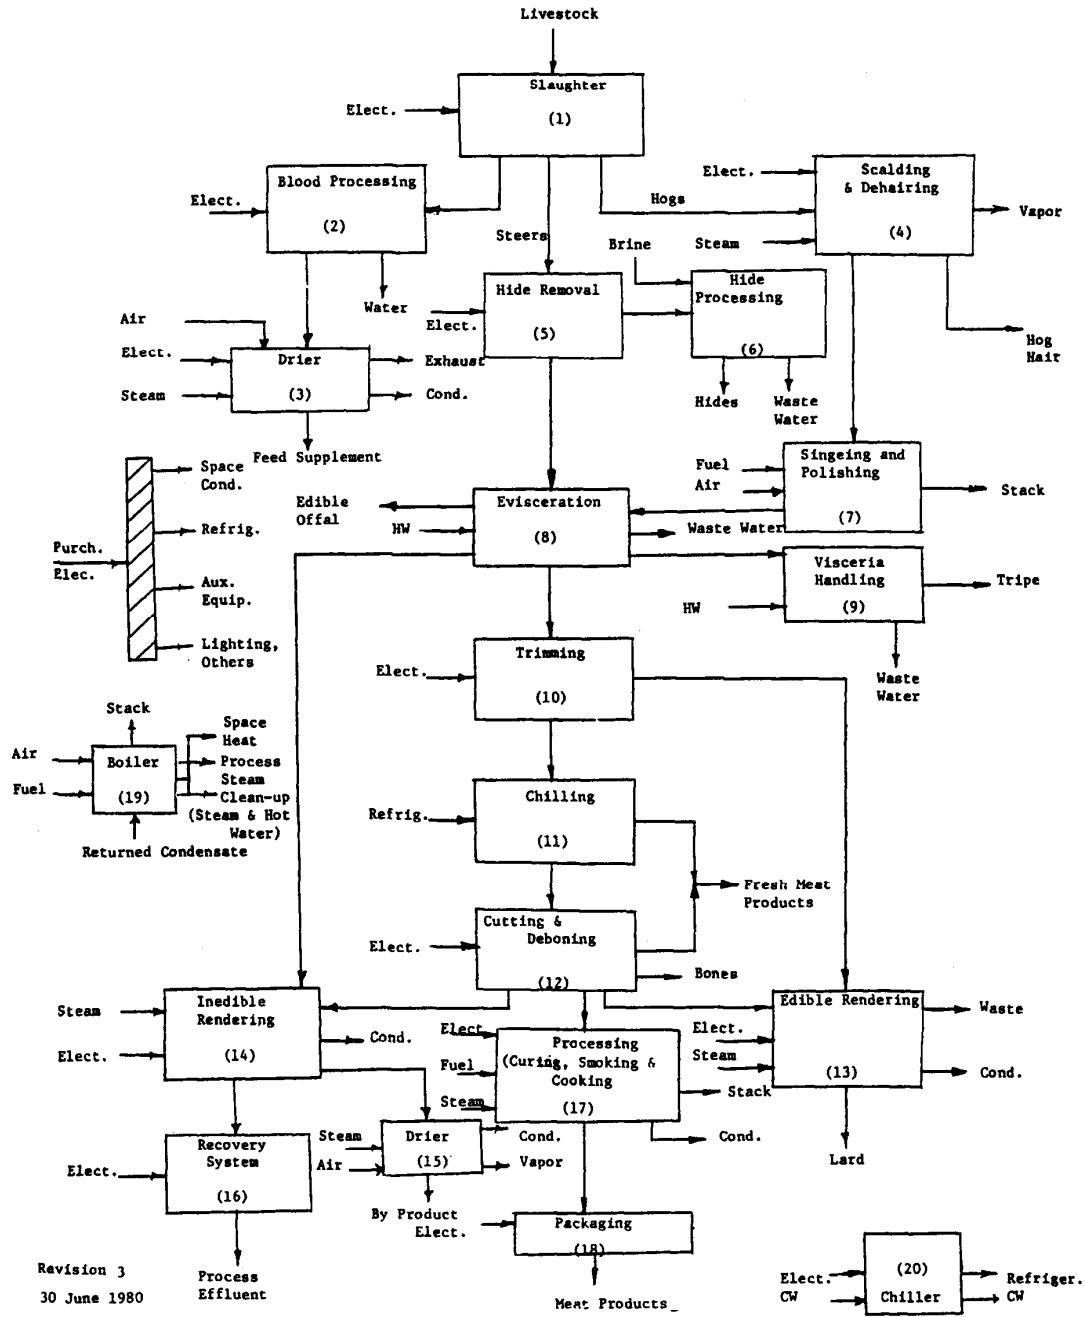 Livestock
Slaughter
(1)
Elect.
Blood Processing
(2)
Elect.
Scalding
& Dehairing
(4)
Elect.
Hogs
Steam
Vapor
Steers
Brine
Water
Hide Removal
(5)
Elect.
Hide
Processing
(6)
Hog
Hair
Air
Elect.
Steam
Drier
(3)
Exhaust
Cond.
Hides
Waste
Water
Feed Supplement
Space
Cond.
Refrig.
Purch.
Elec.
Aux.
Equip.
Lighting,
Others
Edible
Offal
HW
Evisceration
(8)
Waste Water
Fuel
Air
Singeing and
Polishing
(7)
Stack
Visceria
Handling
(9)
HW
Tripe
Waste
Water
Elect.
Trimming
(10)
Stack
Air
Fuel
Boiler
(19)
Space
Heat
Process
Steam
Clean-up
(Steam & Hot
Water)
Returned Condensate
Refrig.
Chilling
(11)
Fresh Meat
Products
Cutting &
Deboning
(12)
Elect.
Bones
Steam
Elect.
Inedible
Rendering
(14)
Cond.
Elect
Fuel
Steam
Processing
(Curing, Smoking &
Cooking
(17)
Stack
Cond.
Elect.
Steam
Edible Rendering
(13)
Waste
Cond.
Lard
Recovery
System
(16)
Elect.
Steam
Air
Drier
(15)
Cond.
Vapor
By Product
Elect.
Packaging
(18)
Meat Products
Process
Effluent
Revision 3
30 June 1980
Elect.
CW
(20)
Chiller
Refriger.
CW